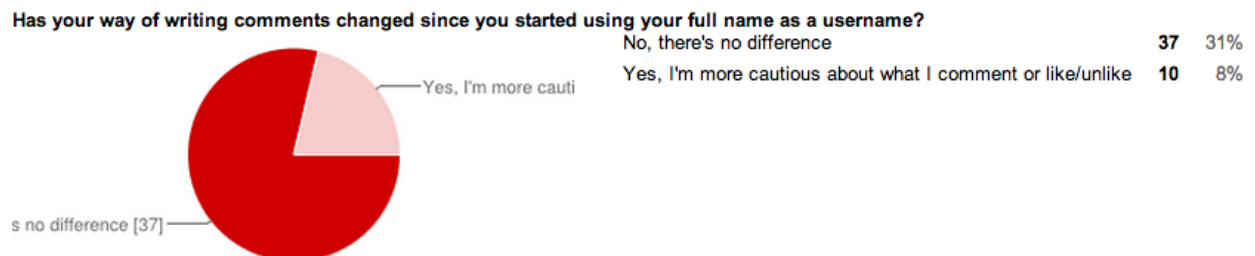 Has your way of writing comments changed since you started using your full name as a username?
No, there's no difference 37 31%
Yes, I'm more cautious about what I comment or like/unlike 10 8%
Yes, I'm more cauti
s no difference [37]